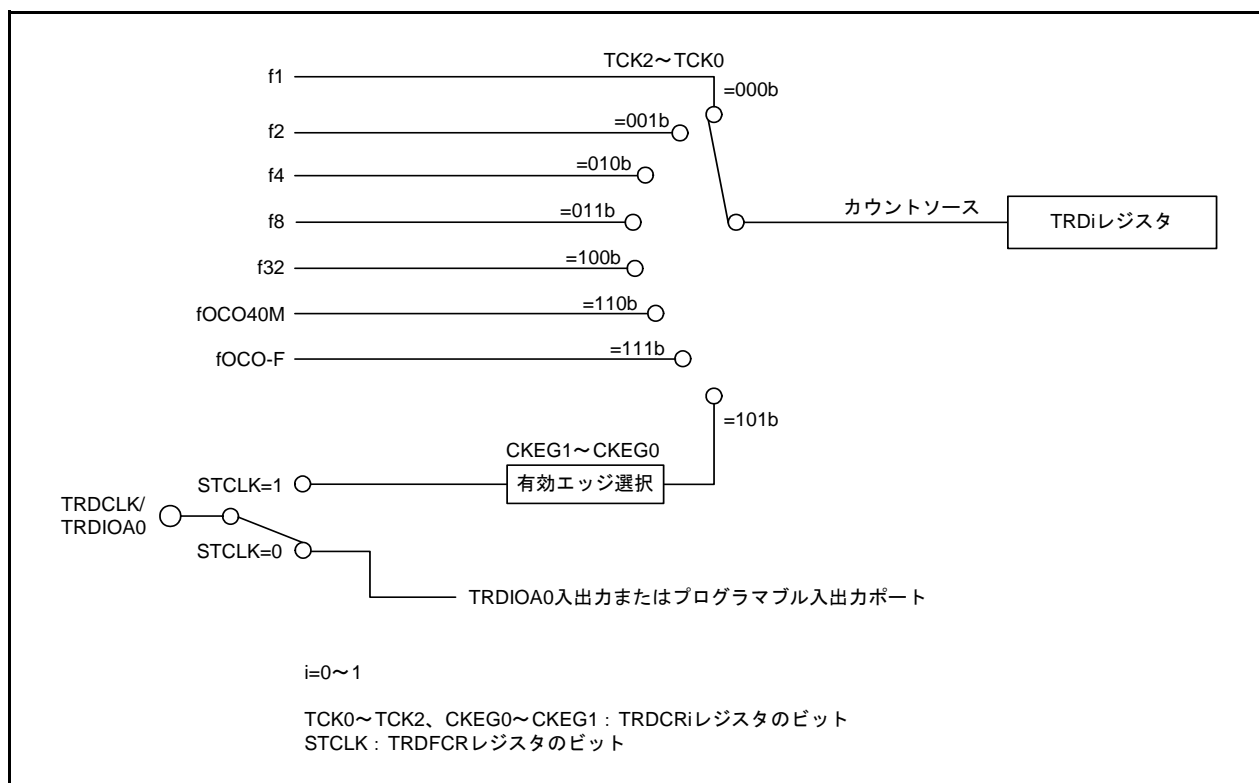 TCK2～TCK0
f1
=000b
f2
=001b
f4
=010b
f8
=011b
カウントソース
TRDiレジスタ
f32
=100b
fOCO40M
=110b
fOCO-F
=111b
=101b
CKEG1～CKEG0
STCLK=1
有効エッジ選択
TRDCLK/
TRDIOA0
STCLK=0
TRDIOA0入出力またはプログラマブル入出力ポート
i=0～1
TCK0～TCK2、CKEG0～CKEG1：TRDCRiレジスタのビット
STCLK：TRDFCRレジスタのビット